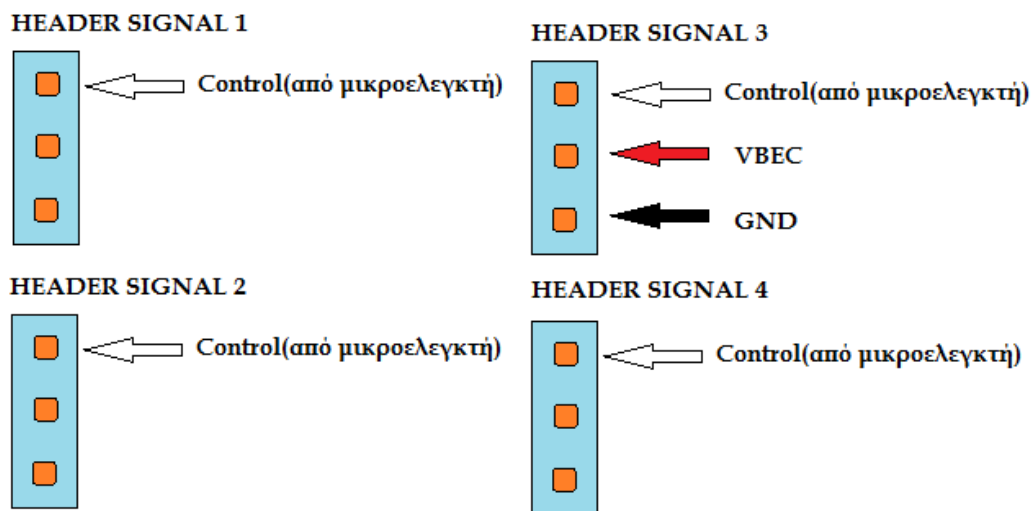 HEADER SIGNAL 1
Control(από μικροελεγκτή)
HEADER SIGNAL 3
Control(από μικροελεγκτή)
VBEC
GND
HEADER SIGNAL 2
Control(από μικροελεγκτή)
HEADER SIGNAL 4
Control(από μικροελεγκτή)